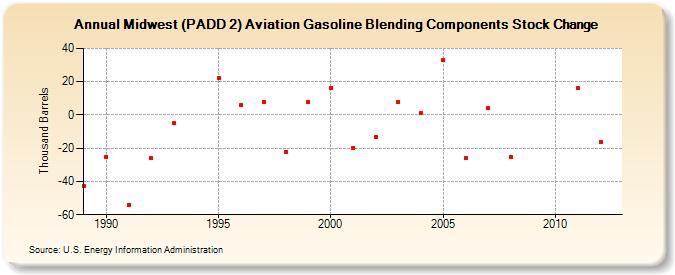 Annual Midwest (PADD 2) Aviation Gasoline Blending Components Stock Change
Thousand Barrels
40
20
0
-20
-40
-60
1990 1995 2000 2005 2010
Source: U.S. Energy Information Administration